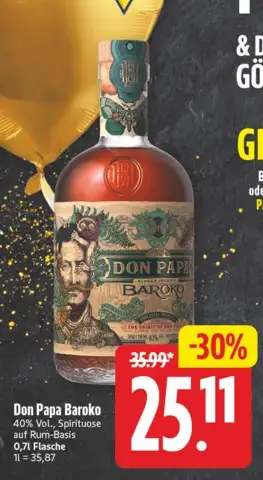 & D
GÖ
DON PAPA
BAROKO
35.99*
-30%
25.11
Don Papa Baroko
40% Vol., Spirituose
auf Rum-Basis
0,7l Flasche
1l = 35,87